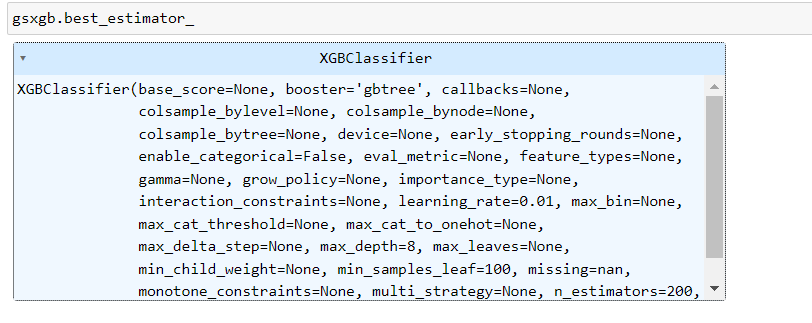 gsxgb.best_estimator_
XGBClassifier
XGBClassifier(base_score=None, booster='gbtree', callbacks=None,
colsample_bylevel=None, colsample_bynode=None,
colsample_bytree=None, device=None, early_stopping_rounds=None,
enable_categorical=False, eval_metric=None, feature_types=None,
gamma=None, grow_policy=None, importance_type=None,
interaction_constraints=None, learning_rate=0.01, max_bin=None,
max_cat_threshold=None, max_cat_to_onehot=None,
max_delta_step=None, max_depth=8, max_leaves=None,
min_child_weight=None, min_samples_leaf=100, missing=nan,
monotone_constraints=None, multi_strategy=None, n_estimators=200,